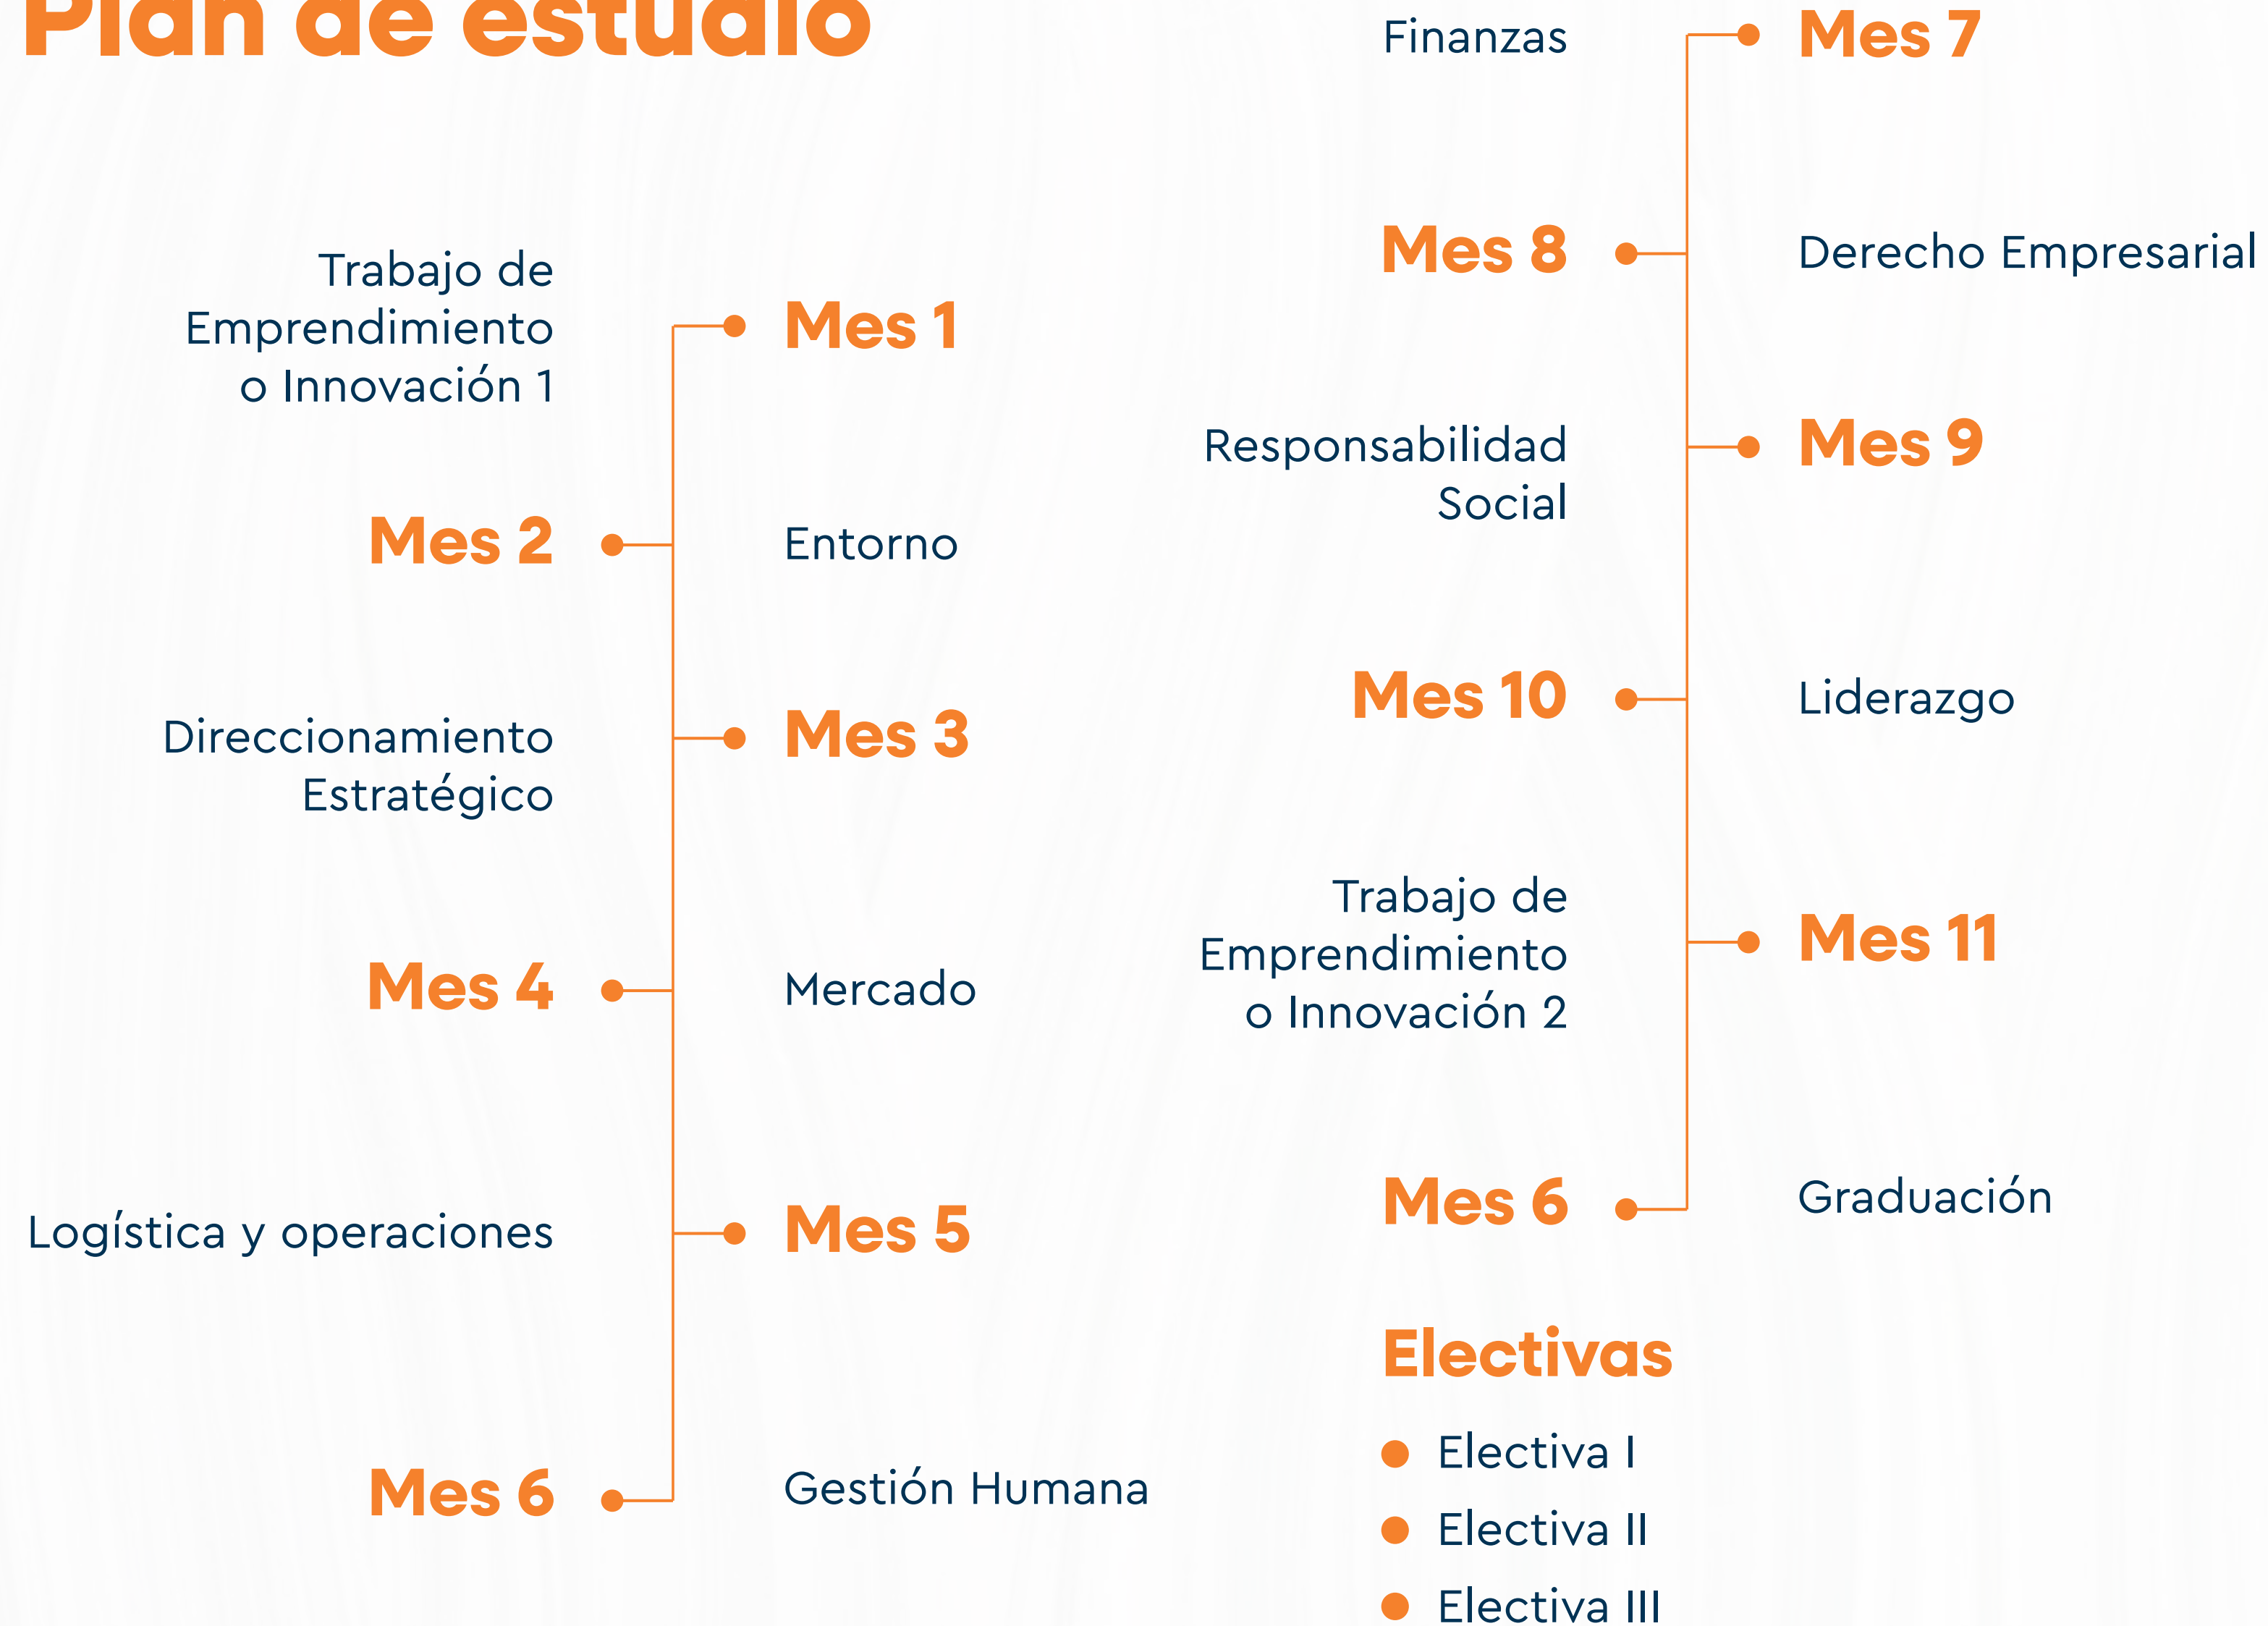 Plan de estudio
Trabajo de
Emprendimiento
o Innovación 1
Mes 1
Mes 2
Entorno
Direccionamiento
Estratégico
Mes 3
Mes 4
Mercado
Logística y operaciones
Mes 5
Mes 6
Gestión Humana
Finanzas
Mes 7
Mes 8
Derecho Empresarial
Responsabilidad
Social
Mes 9
Mes 10
Liderazgo
Trabajo de
Emprendimiento
o Innovación 2
Mes 11
Mes 6
Graduación
Electivas
Electiva I
Electiva II
Electiva III